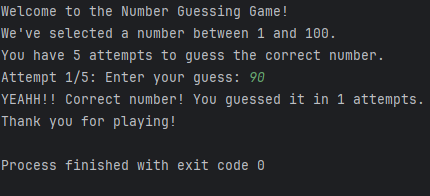 Welcome to the Number Guessing Game!
We've selected a number between 1 and 100.
You have 5 attempts to guess the correct number.
Attempt 1/5: Enter your guess: 90
YEAHH!! Correct number! You guessed it in 1 attempts.
Thank you for playing!
Process finished with exit code 0